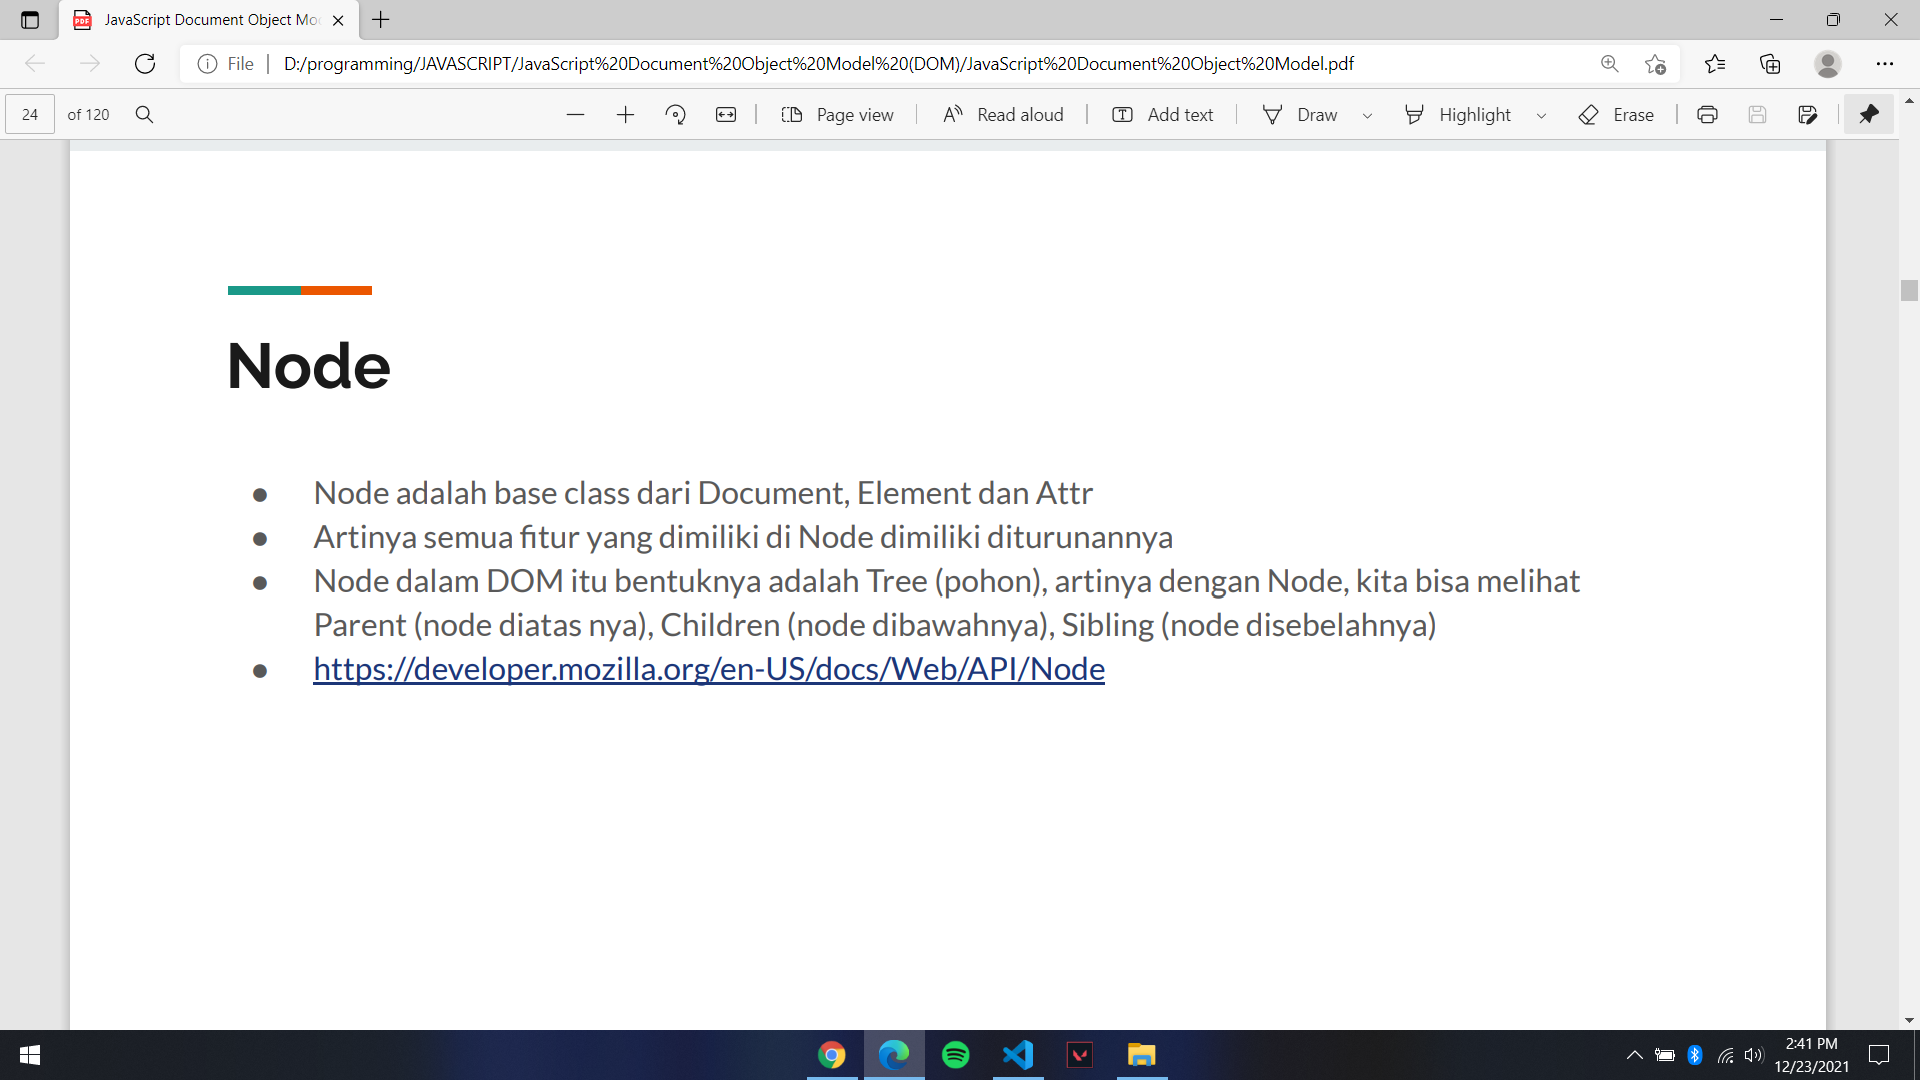 JavaScript Document Object Mo
File
D:/programming/JAVASCRIPT/JavaScript%20Document%20Object%20Model%20(DOM)/JavaScript%20Document%20Object%20Model.pdf
24 of 120
Page view
Read aloud
Add text
Draw
Highlight
Erase
Node
● Node adalah base class dari Document, Element dan Attr
● Artinya semua fitur yang dimiliki di Node dimiliki diturunannya
● Node dalam DOM itu bentuknya adalah Tree (pohon), artinya dengan Node, kita bisa melihat
Parent (node diatas nya), Children (node dibawahnya), Sibling (node disebelahnya)
● https://developer.mozilla.org/en-US/docs/Web/API/Node
2:41 PM
12/23/2021